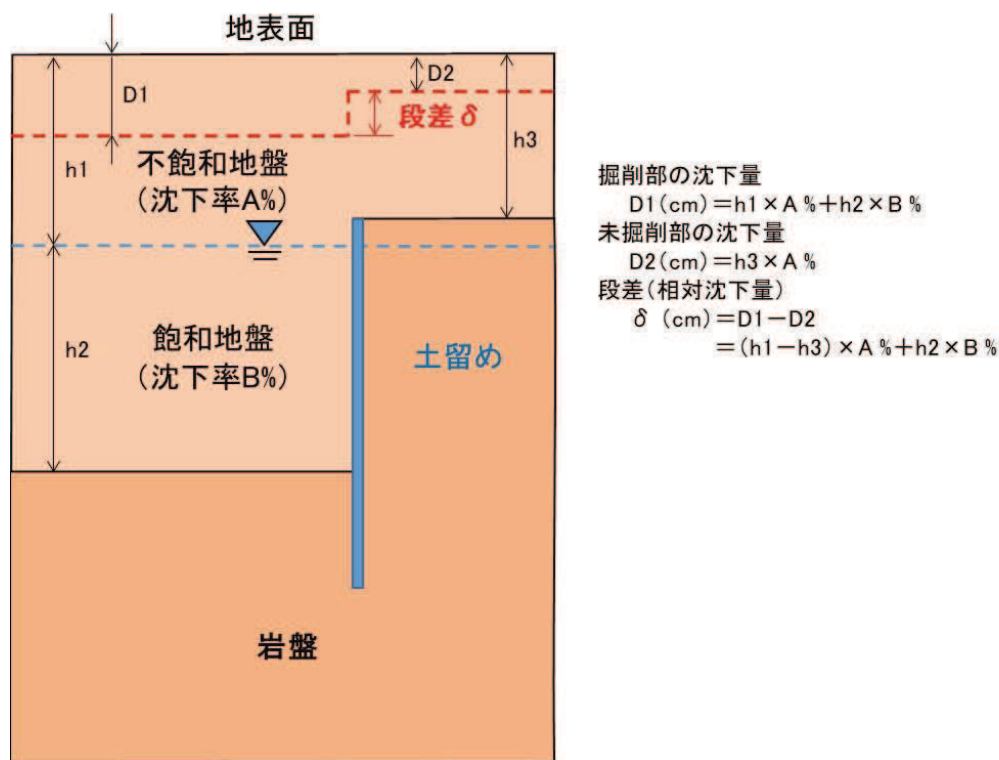 地表面
D1
D2
段差δ
h1
h3
不飽和地盤
(沈下率A%)
h2
飽和地盤
(沈下率B%)
土留め
岩盤
掘削部の沈下量
D1(cm)=h1×A%+h2×B%
未掘削部の沈下量
D2(cm)=h3×A%
段差(相対沈下量)
δ (cm)=D1-D2
=(h1-h3)×A%+h2×B%